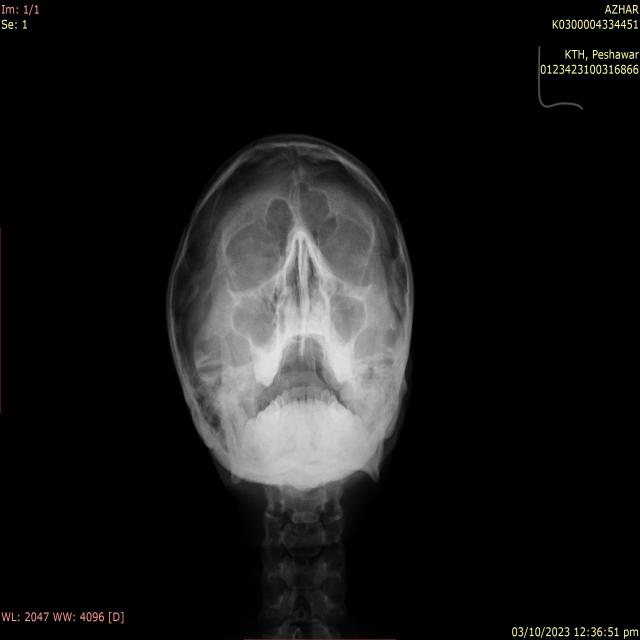 Im: 1/1
Se: 1
AZHAR
K0300004334451
KTH, Peshawar
0123423100316866
WL: 2047 WW: 4096 [D]
03/10/2023 12:36:51 pm